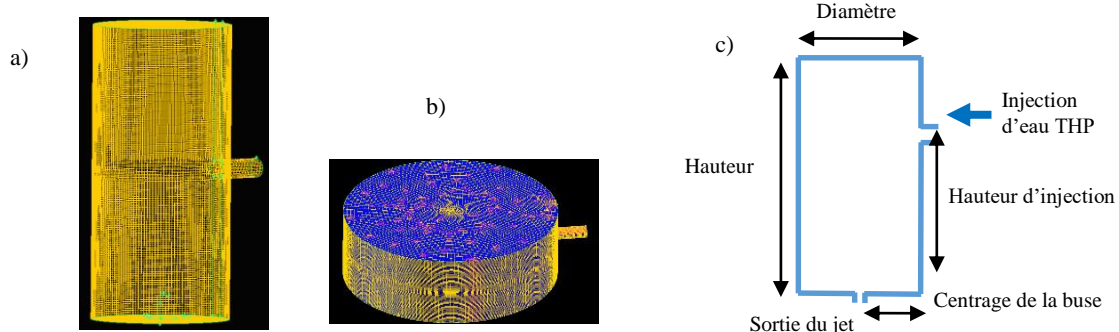 a)
b)
c)
Diamètre
Injection
d'eau THP
Hauteur
Hauteur d'injection
Centrage de la buse
Sortie du jet